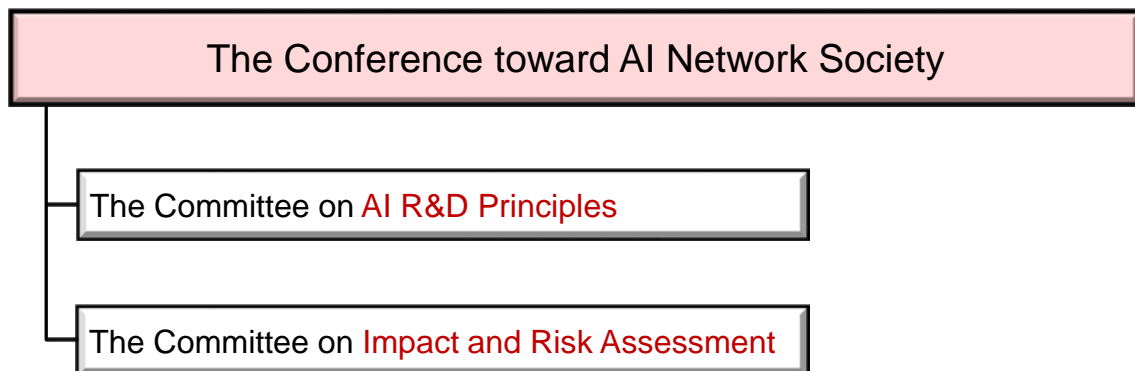 The Conference toward AI Network Society
The Committee on AI R&D Principles
The Committee on Impact and Risk Assessment